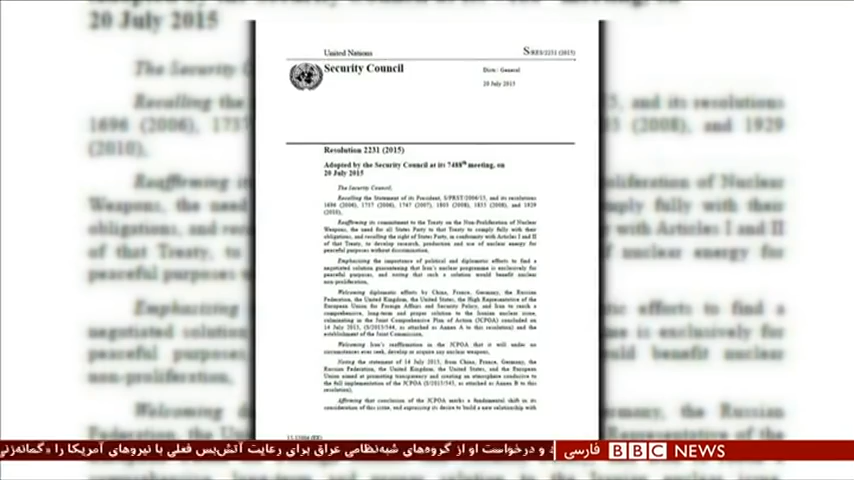 United Nations
S/RES/2231 (2015)
Security Council
Distr.: General
20 July 2015
Resolution 2231 (2015)
Adopted by the Security Council at its 7488th meeting, on
20 July 2015
The Security Council,
Recalling the Statement of its President, S/PRST/2006/15, and its resolutions
1696 (2006), 1737 (2006), 1747 (2007), 1803 (2008), 1835 (2008), and 1929
(2010),
Reaffirming its commitment to the Treaty on the Non-Proliferation of Nuclear
Weapons, the need for all States Party to that Treaty to comply fully with their
obligations, and recalling the right of States Party, in conformity with Articles I and II
of that Treaty, to develop research, production and use of nuclear energy for
peaceful purposes without discrimination,
Emphasizing the importance of political and diplomatic efforts to find a
negotiated solution guaranteeing that Iran's nuclear programme is exclusively for
peaceful purposes, and noting that such a solution would benefit nuclear
non-proliferation,
Welcoming diplomatic efforts by China, France, Germany, the Russian
Federation, the United Kingdom, the United States, the High Representative of the
European Union for Foreign Affairs and Security Policy, and Iran to reach a
comprehensive, long-term and proper solution to the Iranian nuclear issue,
culminating in the Joint Comprehensive Plan of Action (JCPOA) concluded on
14 July 2015, (S/2015/544, as attached as Annex A to this resolution) and the
establishment of the Joint Commission,
Welcoming Iran's reaffirmation in the JCPOA that it will under no
circumstances ever seek, develop or acquire any nuclear weapons,
Noting the statement of 14 July 2015, from China, France, Germany, the
Russian Federation, the United Kingdom, the United States, and the European
Union aimed at promoting transparency and creating an atmosphere conducive to
the full implementation of the JCPOA (S/2015/545, as attached as Annex B to this
resolution),
Affirming that conclusion of the JCPOA marks a fundamental shift in its
consideration of this issue, and expressing its desire to build a new relationship with
و درخواست او از گروه‌های شبه‌نظامی عراق برای رعایت آتش‌بس فعلی با نیروهای آمریکا را «گمانه‌زنی
فارسی BBC NEWS